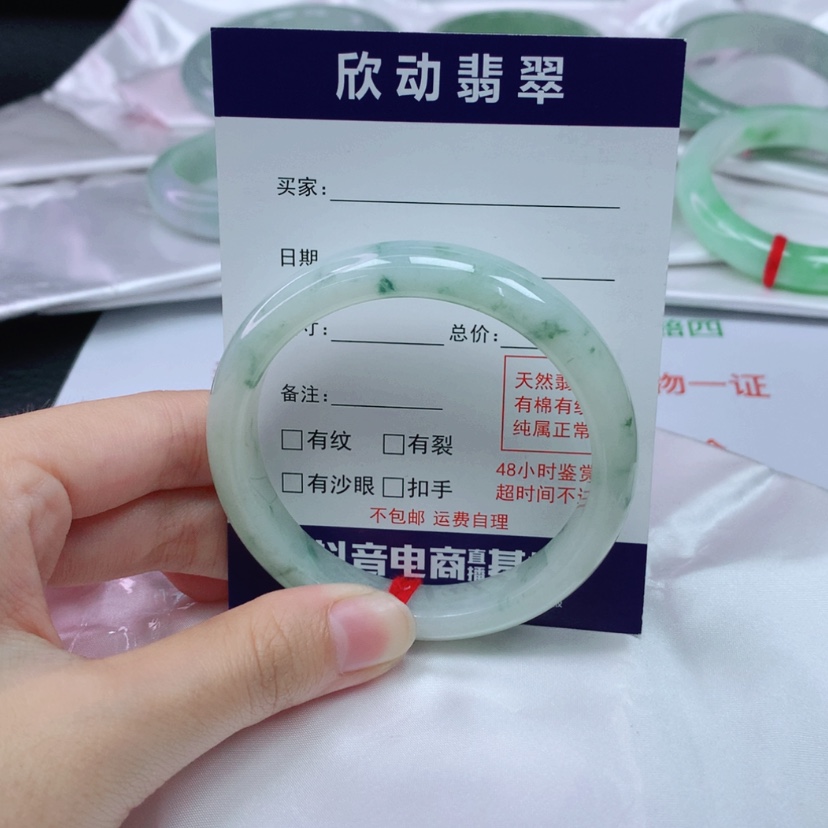 欣动翡翠
买家:
日期
寸: 总价:
备注:
天然
有棉有
纯属正常
□有纹 □有裂
□有沙眼 □扣手
48小时鉴赏
超时间不
不包邮 运费自理
抖音电商直播基
四
物一证